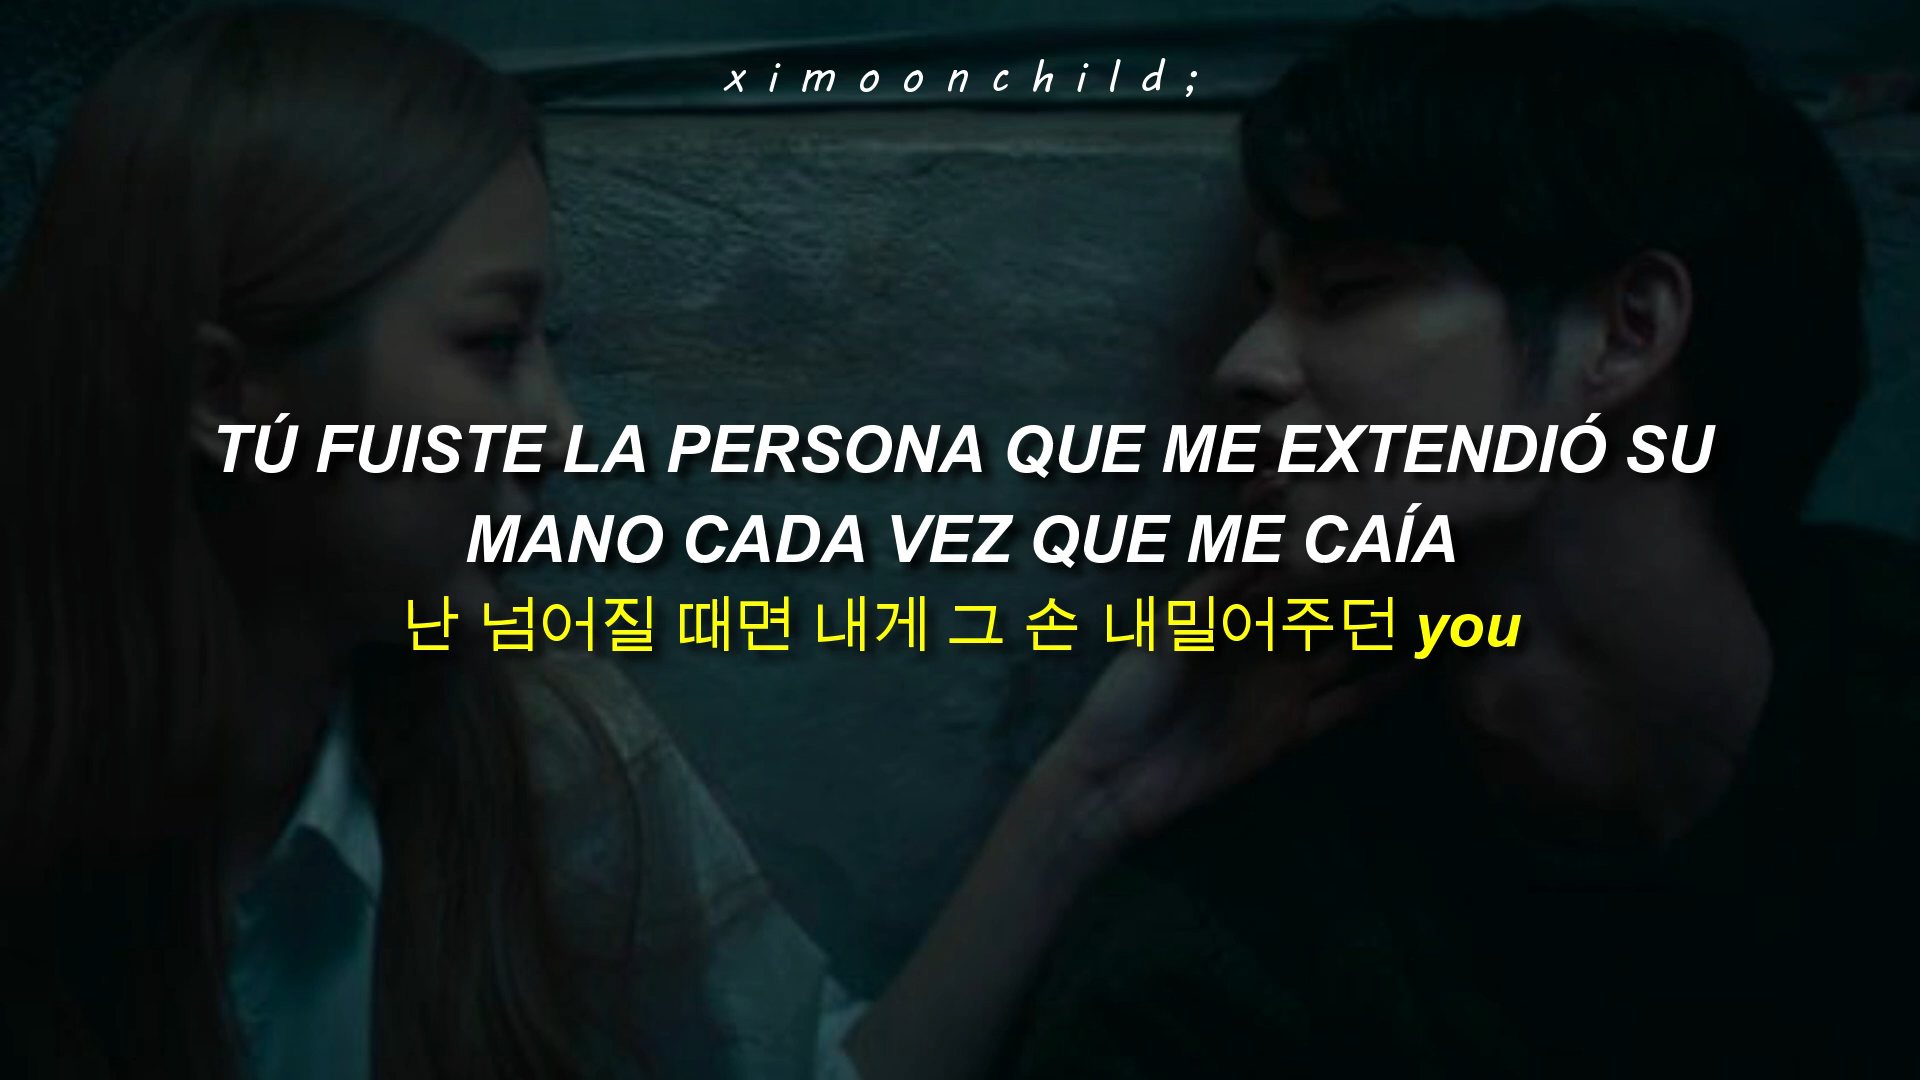 ximoonchild;
TÚ FUISTE LA PERSONA QUE ME EXTENDIÓ SU
MANO CADA VEZ QUE ME CAÍA
난 넘어질 때면 내게 그 손 내밀어주던 you